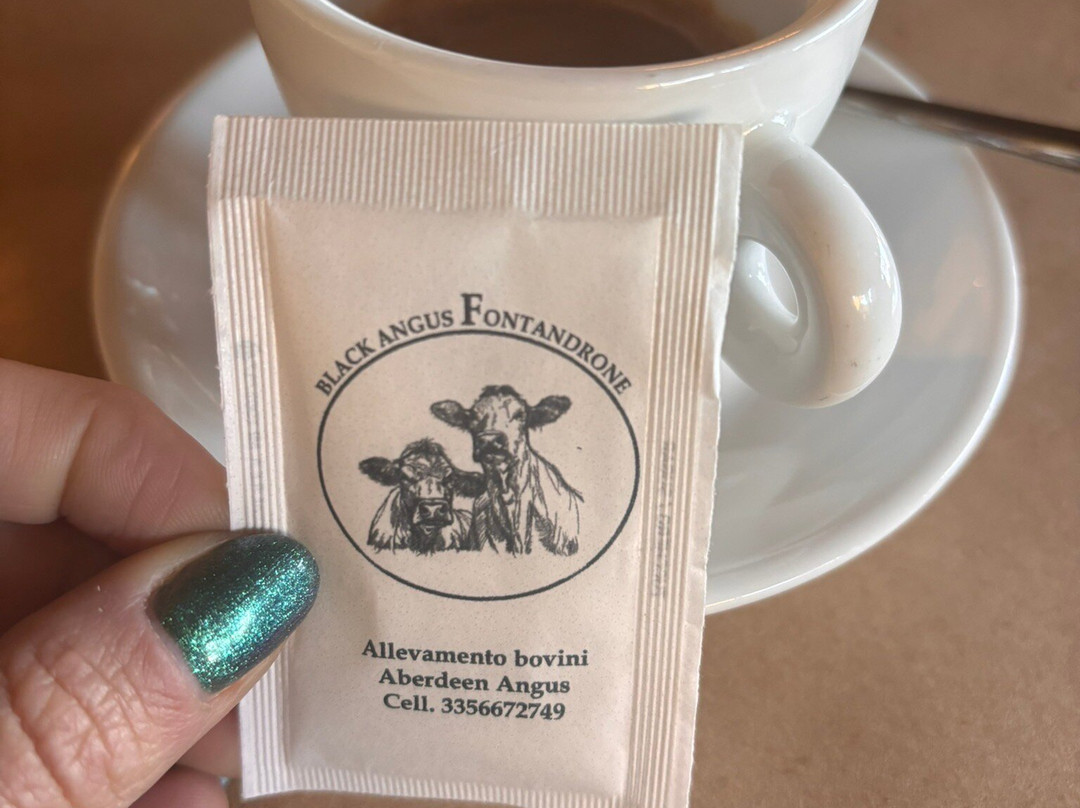 BLACK ANGUS FONTANDRONE
Allevamento bovini
Aberdeen Angus
Cell. 3356672749